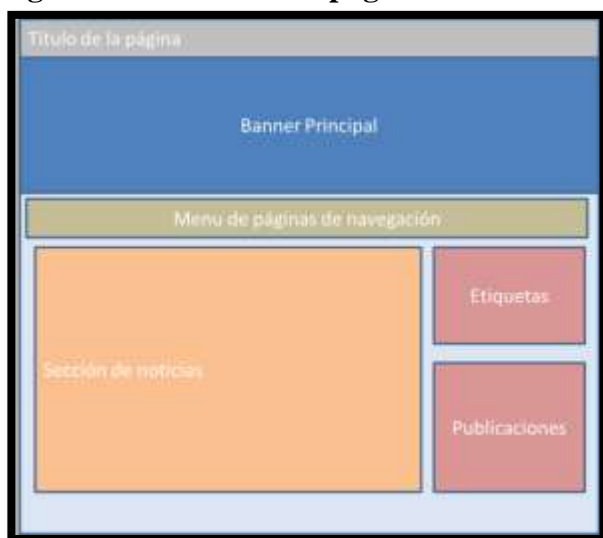 Titulo de la página
Banner Principal
Menu de páginas de navegación
Etiquetas
Sección de noticias
Publicaciones